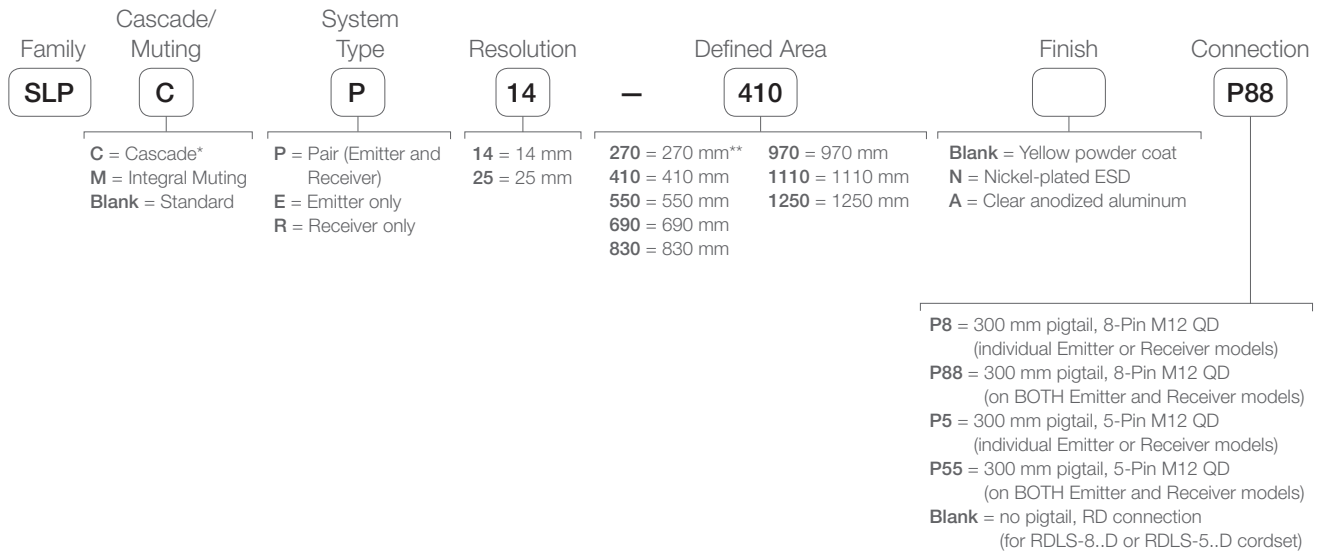 Family
Cascade/
Muting
System
Type
Resolution
Defined Area
Finish
Connection
SLP
C
P
14
–
410
P88
C = Cascade*
M = Integral Muting
Blank = Standard
P = Pair (Emitter and
Receiver)
E = Emitter only
R = Receiver only
14 = 14 mm
25 = 25 mm
270 = 270 mm**
410 = 410 mm
550 = 550 mm
690 = 690 mm
830 = 830 mm
970 = 970 mm
1110 = 1110 mm
1250 = 1250 mm
Blank = Yellow powder coat
N = Nickel-plated ESD
A = Clear anodized aluminum
P8 = 300 mm pigtail, 8-Pin M12 QD
(individual Emitter or Receiver models)
P88 = 300 mm pigtail, 8-Pin M12 QD
(on BOTH Emitter and Receiver models)
P5 = 300 mm pigtail, 5-Pin M12 QD
(individual Emitter or Receiver models)
P55 = 300 mm pigtail, 5-Pin M12 QD
(on BOTH Emitter and Receiver models)
Blank = no pigtail, RD connection
(for RDLS-8..D or RDLS-5..D cordset)